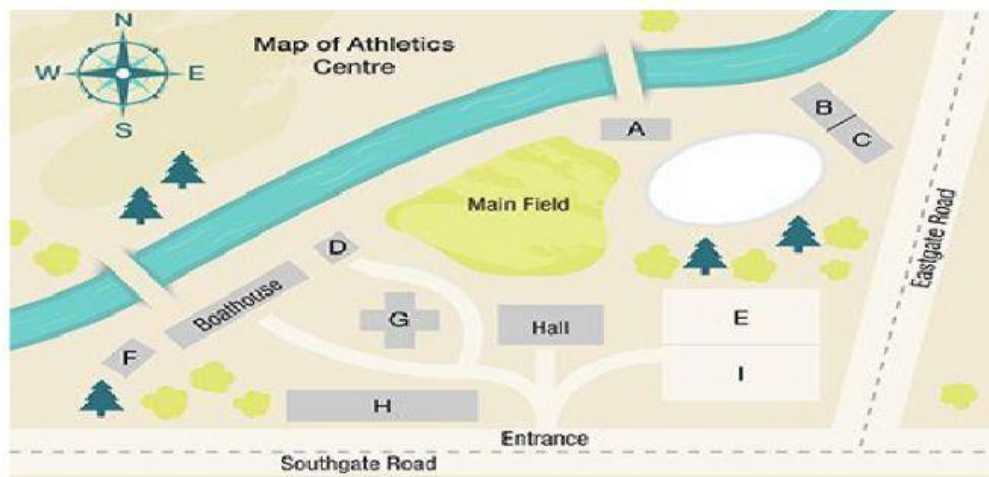 N
W E
S
Map of Athletics
Centre
A
B
C
Main Field
Eastgate Road
D
Boathouse
G
Hall
E
F
I
H
Entrance
Southgate Road